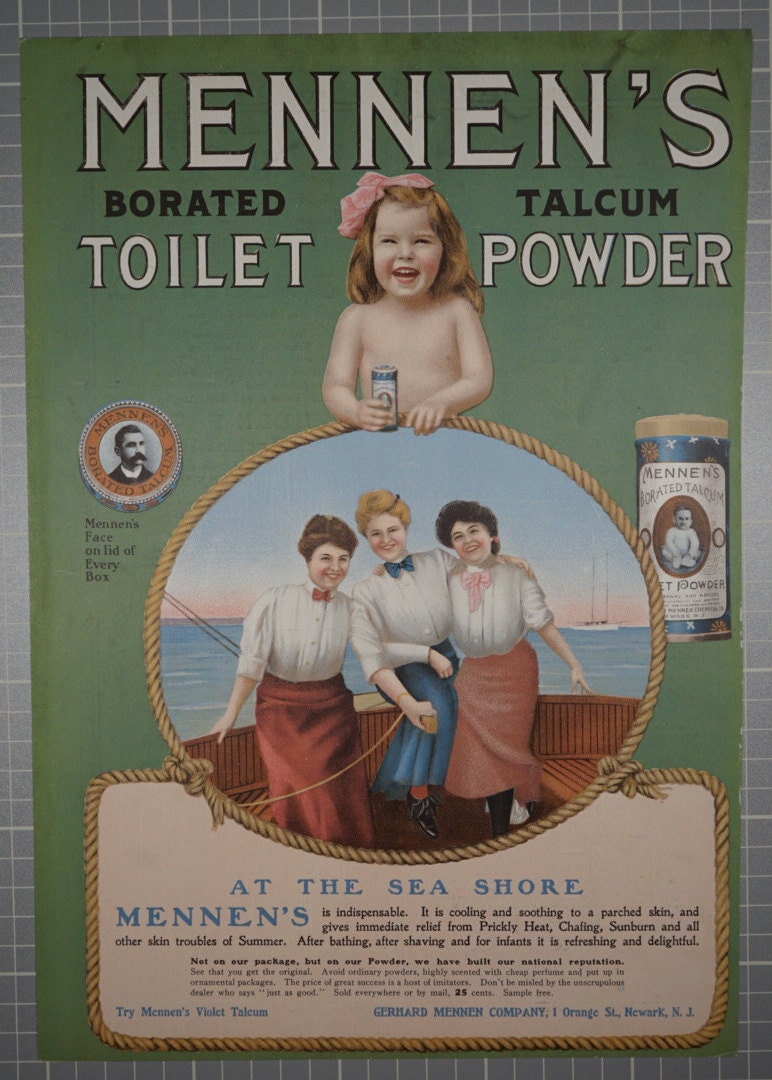 MENNEN'S
BORATED TALCUM
TOILET POWDER
MENNEN'S
BORATED TALCUM
Mennen's
Face
on lid of
Every
Box
MENNEN'S
BORATED TALCUM
ET POWDER
AT THE SEA SHORE
MENNEN'S is indispensable. It is cooling and soothing to a parched skin, and
gives immediate relief from Prickly Heat, Chafing, Sunburn and all
other skin troubles of Summer. After bathing, after shaving and for infants it is refreshing and delightful.
Not on our package, but on our Powder, we have built our national reputation.
See that you get the original. Avoid ordinary powders, highly scented with cheap perfume and put up in
ornamental packages. The price of great success is a host of imitators. Don't be misled by the unscrupulous
dealer who says "just as good." Sold everywhere or by mail, 25 cents. Sample free.
Try Mennen's Violet Talcum GERHARD MENNEN COMPANY, 1 Orange St., Newark, N. J.